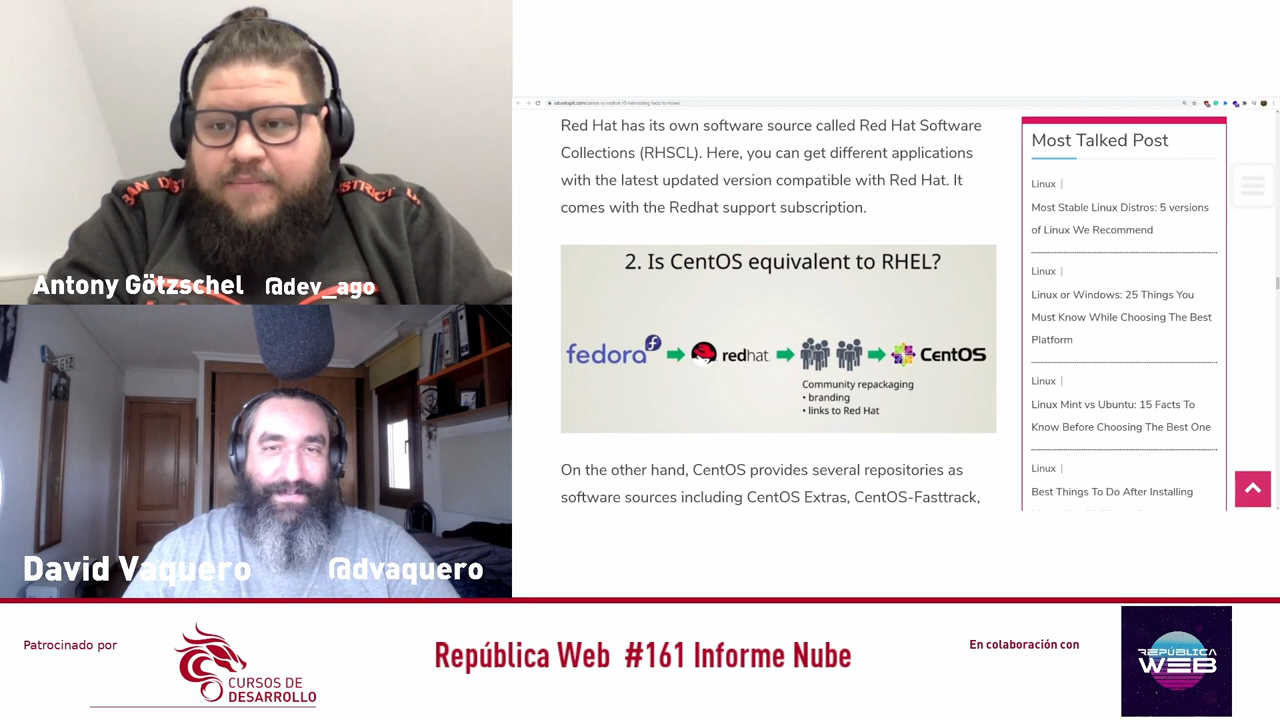 Antony Götzschel @dev_ago
David Vaquero @dvaquero
Red Hat has its own software source called Red Hat Software
Collections (RHSCL). Here, you can get different applications
with the latest updated version compatible with Red Hat. It
comes with the Redhat support subscription.
2. Is CentOS equivalent to RHEL?
fedora
redhat
CentOS
Community repackaging
• branding
• links to Red Hat
On the other hand, CentOS provides several repositories as
software sources including CentOS Extras, CentOS-Fasttrack,
Most Talked Post
Linux |
Most Stable Linux Distros: 5 versions
of Linux We Recommend
Linux |
Linux or Windows: 25 Things You
Must Know While Choosing The Best
Platform
Linux |
Linux Mint vs Ubuntu: 15 Facts To
Know Before Choosing The Best One
Linux |
Best Things To Do After Installing
Patrocinado por
CURSOS DE
DESARROLLO
República Web #161 Informe Nube
En colaboración con
REPÚBLICA
WEB